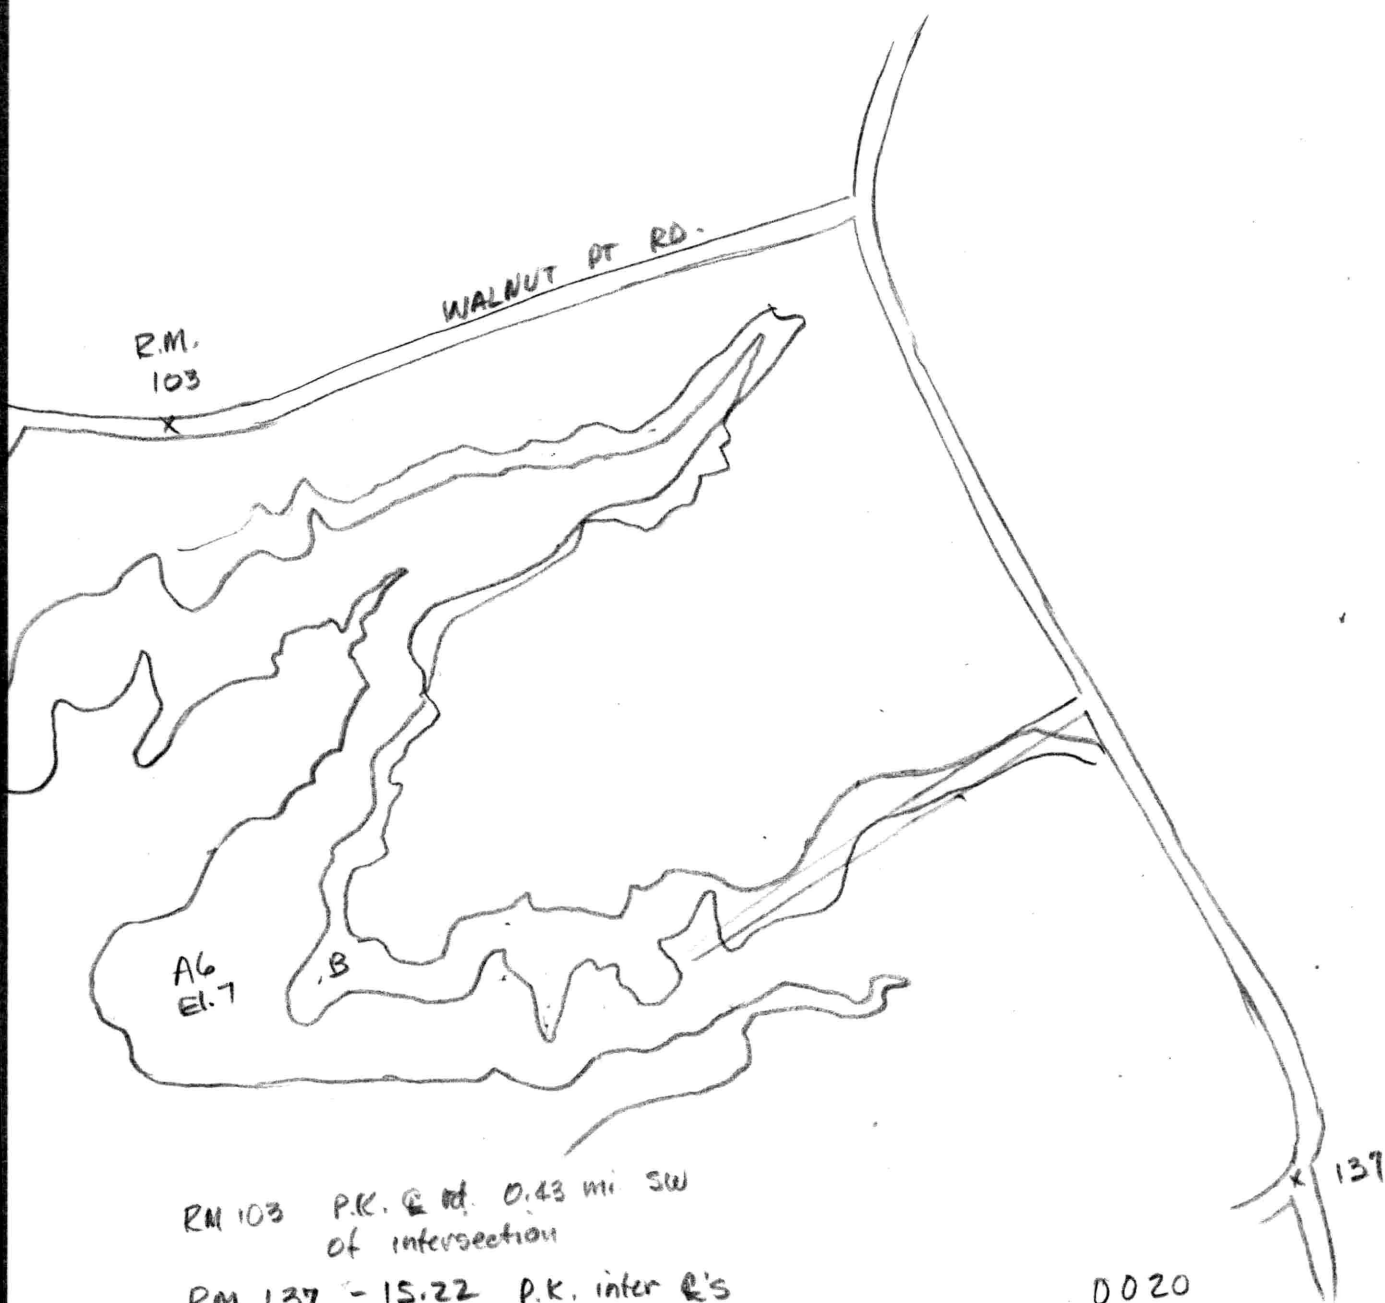 WALNUT PT RD.
R.M.
103
A6
El.7
B
137
RM 103 P.K. ℄ rd. 0.43 mi SW
of intersection
RM 137 - 15.22 P.K. inter ℄'s
0020